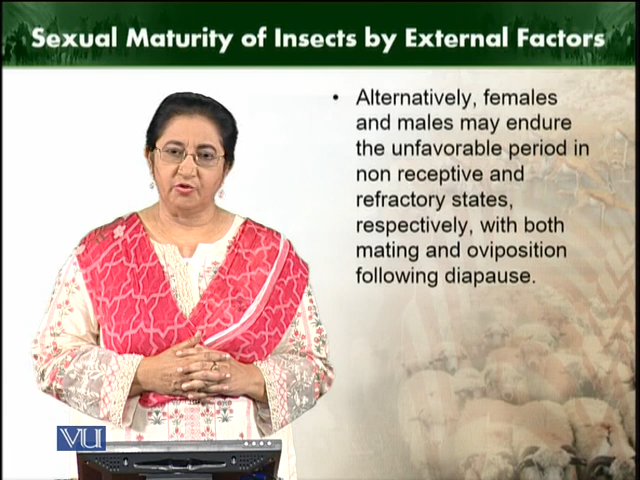 Sexual Maturity of Insects by External Factors
• Alternatively, females
and males may endure
the unfavorable period in
non receptive and
refractory states,
respectively, with both
mating and oviposition
following diapause.
VU